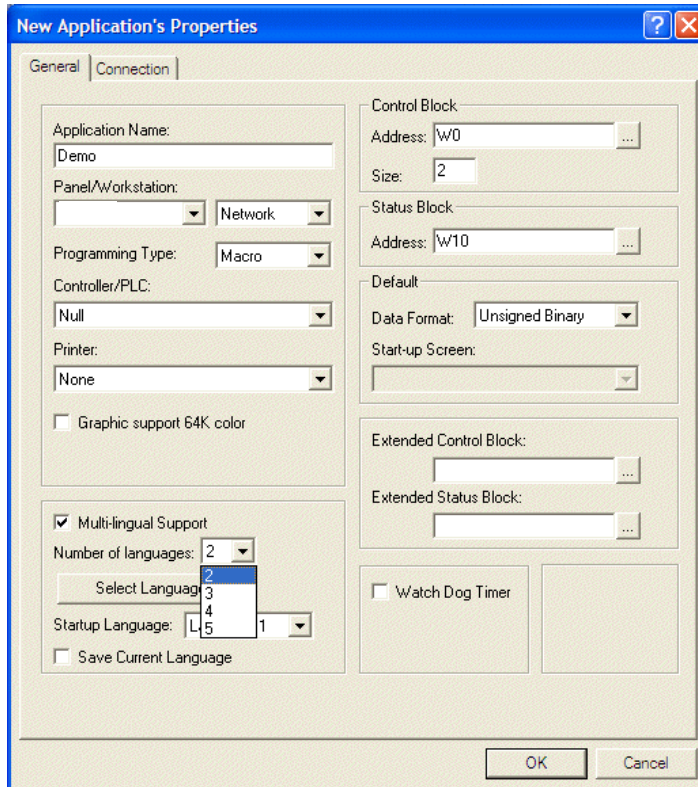 New Application's Properties
General
Connection
Application Name:
Demo
Panel/Workstation:
Network
Programming Type:
Macro
Controller/PLC:
Null
Printer:
None
Graphic support 64K color
Multi-lingual Support
Number of languages: 2
2
3
4
5
Select
Startup Language: 1
Save Current Language
Control Block
Address: W0 ...
Size: 2
Status Block
Address: W10 ...
Default
Data Format: Unsigned Binary
Start-up Screen:
Extended Control Block:
...
Extended Status Block:
...
Watch Dog Timer
OK
Cancel